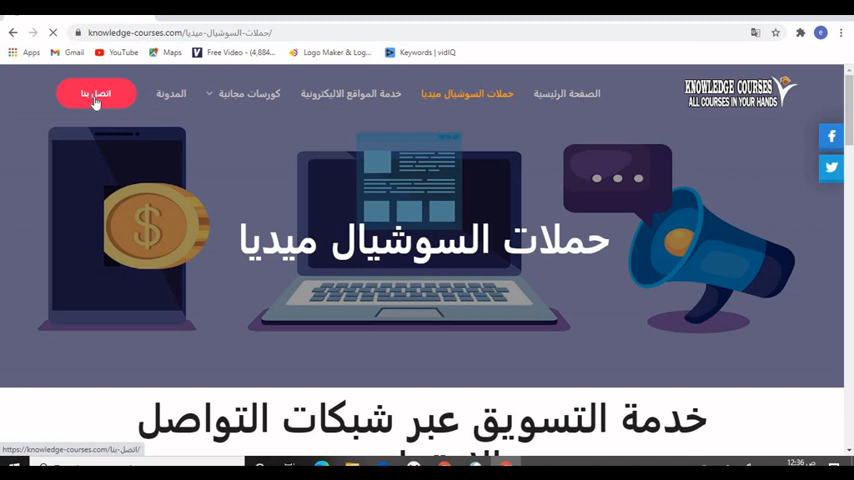 knowledge-courses.com/حملات-السوشيال-ميديا/
Apps
Gmail
YouTube
Maps
Free Video - (4,884...
Logo Maker & Log...
Keywords | vidIQ
KNOWLEDGE COURSES
ALL COURSES IN YOUR HANDS
الصفحة الرئيسية
حملات السوشيال ميديا
خدمة المواقع الاليكترونية
كورسات مجانية
المدونة
اتصل بنا
حملات السوشيال ميديا
خدمة التسويق عبر شبكات التواصل
https://knowledge-courses.com/اتصل-بنا/
12:36 ص